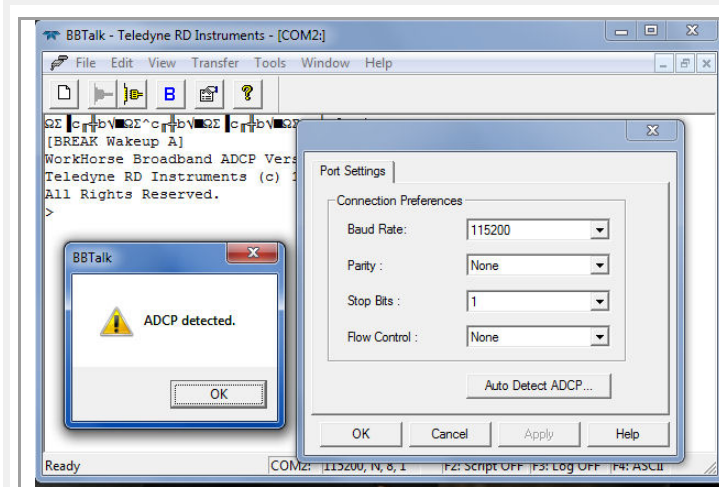 BBTalk - Teledyne RD Instruments - [COM2:]
File Edit View Transfer Tools Window Help
B
[BREAK Wakeup A]
WorkHorse Broadband ADCP Vers
Teledyne RD Instruments (c) 1
All Rights Reserved.
>
BBTalk
ADCP detected.
OK
Port Settings
Connection Preferences
Baud Rate: 115200
Parity : None
Stop Bits : 1
Flow Control : None
Auto Detect ADCP...
OK Cancel Apply Help
Ready COM2: 115200, N, 8, 1 F2: Script OFF F3: Log OFF F4: ASCII